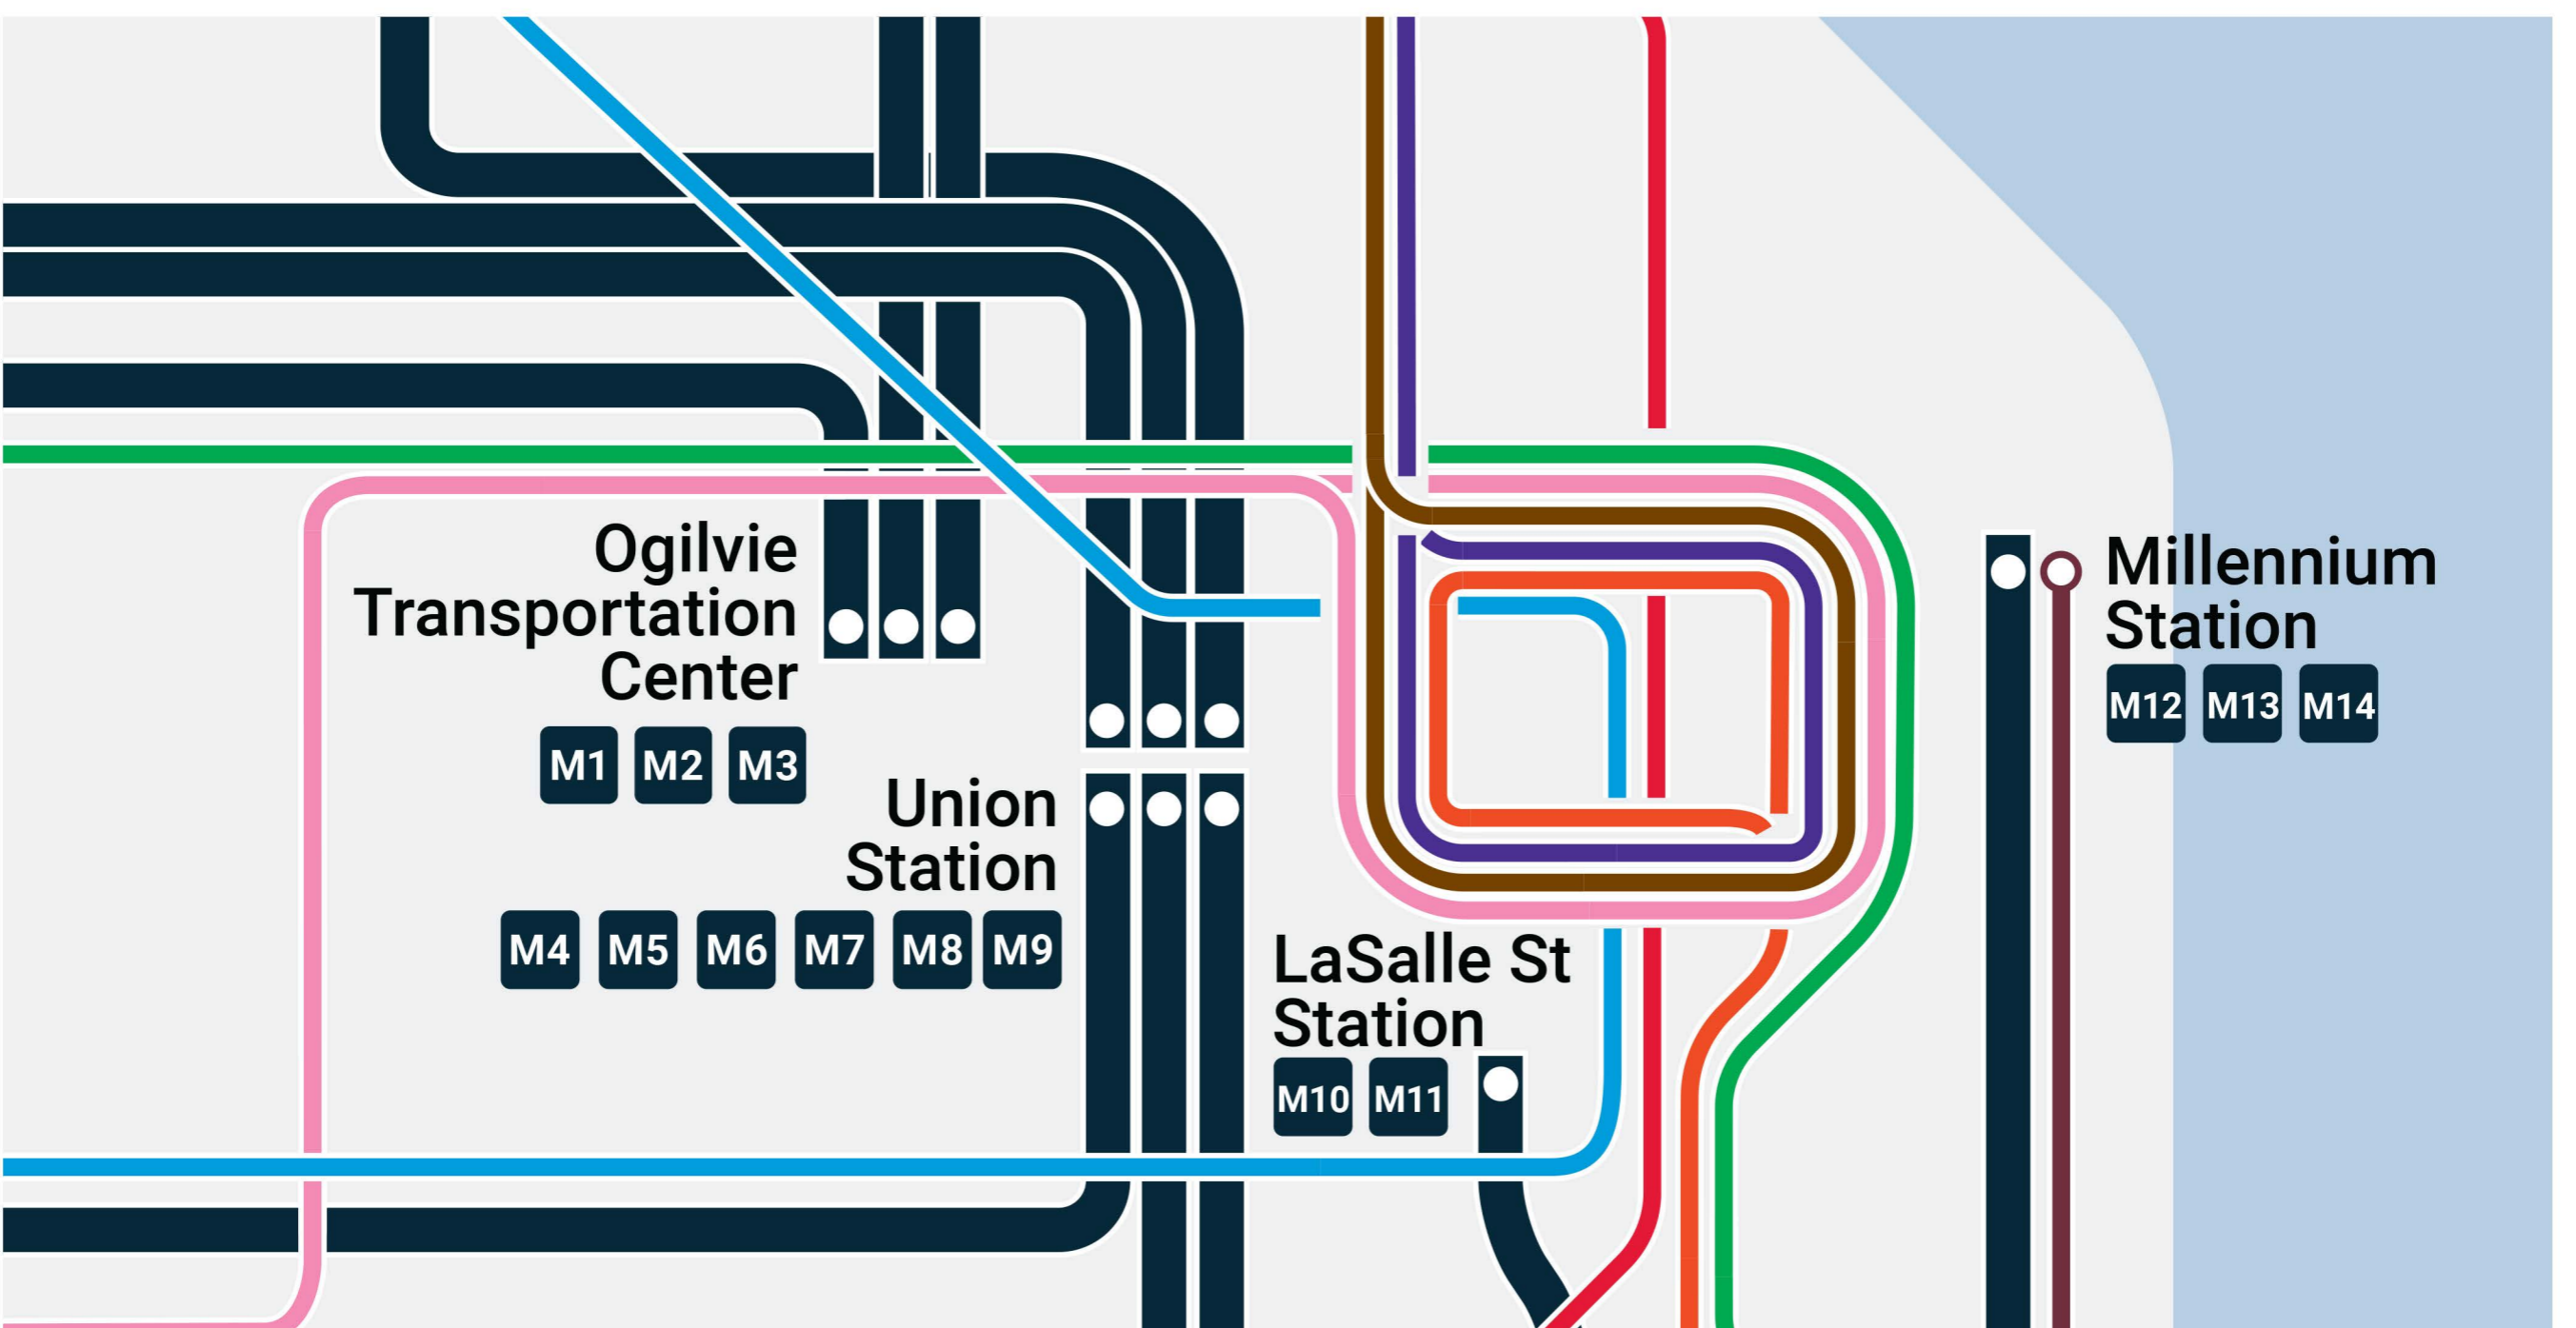 Ogilvie
Transportation
Center
M1 M2 M3
Union
Station
M4 M5 M6 M7 M8 M9
LaSalle St
Station
M10 M11
Millennium
Station
M12 M13 M14